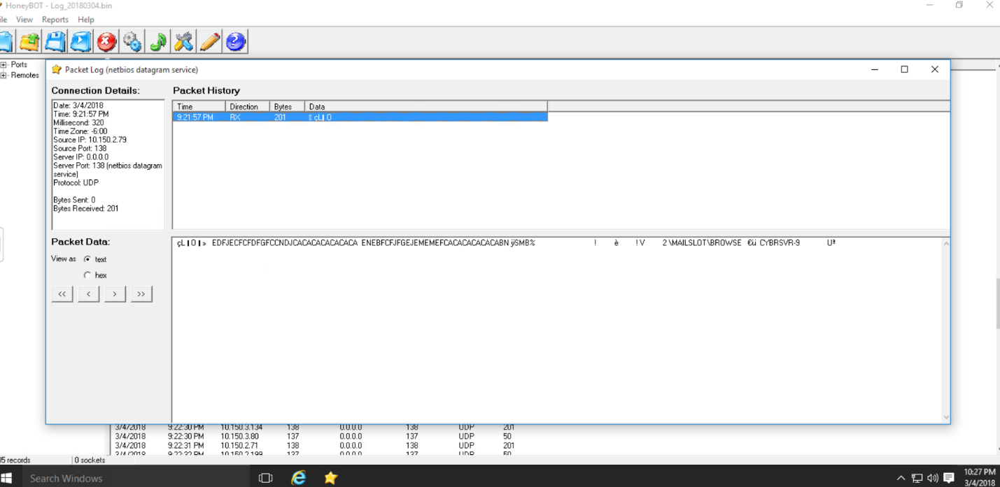 HoneyBOT - Log_20180304.bin
ile View Reports Help
Ports
Remotes
Packet Log (netbios datagram service)
Connection Details:
Date: 3/4/2018
Time: 9:21:57 PM
Millisecond: 320
Time Zone: -6:00
Source IP: 10.150.2.79
Source Port: 138
Server IP: 0.0.0.0
Server Port: 138 (netbios datagram
service)
Protocol: UDP
Bytes Sent: 0
Bytes Received: 201
Packet History
Time Direction Bytes Data
9:21:57 PM RX 201 çL O
Packet Data:
View as text
hex
<< < > >>
çL O » EDFJECFCFDFGFCCNDJCACACACACACACA ENEBFCFJFGEJEMEMEFCACACACACACABN ÿSMB% ! è !V 2 \MAILSLOT\BROWSE €ü CYBRSVR-9 Uª
3/4/2018 9:22:30 PM 10.150.3.134 138 0.0.0.0 138 UDP 201
3/4/2018 9:22:30 PM 10.150.3.80 137 0.0.0.0 137 UDP 50
3/4/2018 9:22:31 PM 10.150.2.71 138 0.0.0.0 138 UDP 201
3/4/2018 9:22:32 PM 10.150.2.199 137 0.0.0.0 137 UDP 50
5 records 0 sockets
Search Windows
10:27 PM
3/4/2018